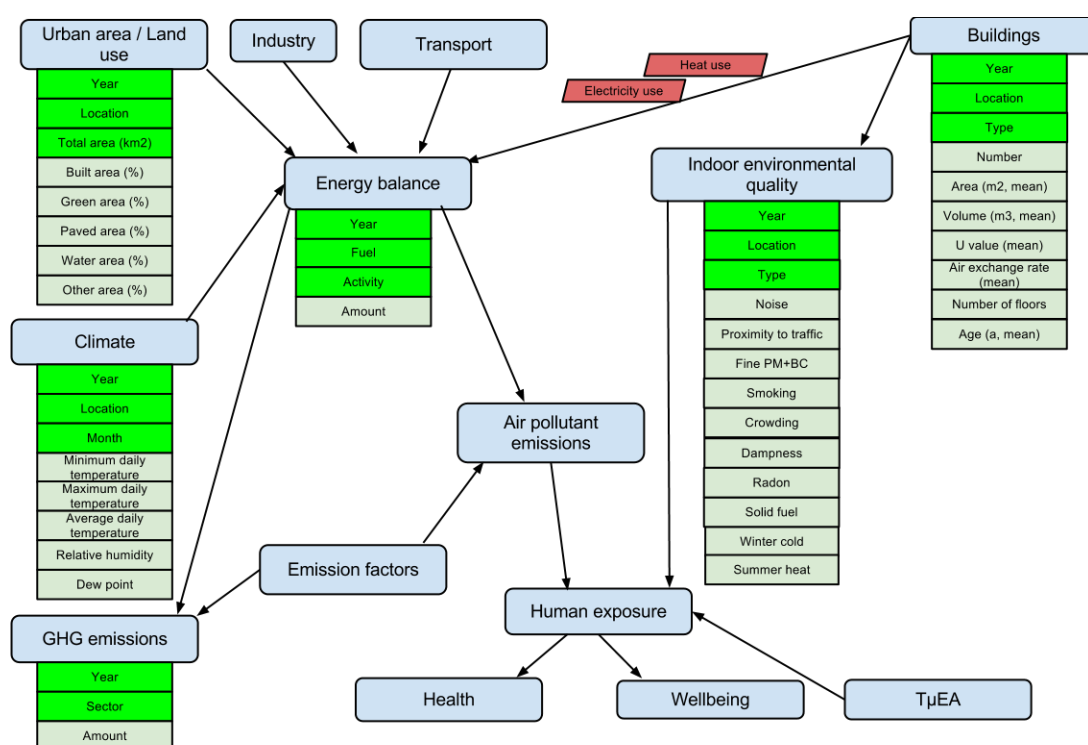 Urban area / Land
use
Year
Location
Total area (km2)
Built area (%)
Green area (%)
Paved area (%)
Water area (%)
Other area (%)
Industry
Transport
Heat use
Electricity use
Buildings
Year
Location
Type
Number
Area (m2, mean)
Volume (m3, mean)
U value (mean)
Air exchange rate
(mean)
Number of floors
Age (a, mean)
Energy balance
Year
Fuel
Activity
Amount
Indoor environmental
quality
Year
Location
Type
Noise
Proximity to traffic
Fine PM+BC
Smoking
Crowding
Dampness
Radon
Solid fuel
Winter cold
Summer heat
Climate
Year
Location
Month
Minimum daily
temperature
Maximum daily
temperature
Average daily
temperature
Relative humidity
Dew point
Air pollutant
emissions
Emission factors
GHG emissions
Year
Sector
Amount
Human exposure
Health
Wellbeing
TμEA